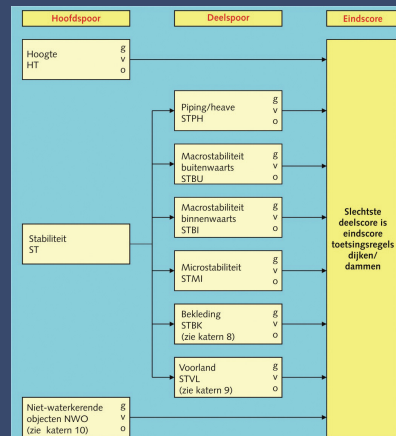 Hoofdspoor
Deelspoor
Eindscore
Hoogte
HT
g
v
o
Piping/heave
STPH
g
v
o
Macrostabiliteit
buitenwaarts
STBU
g
v
o
Macrostabiliteit
binnenwaarts
STBI
g
v
o
Stabiliteit
ST
Microstabiliteit
STMI
g
v
o
Bekleding
STBK
(zie katern 8)
g
v
o
Voorland
STVL
(zie katern 9)
g
v
o
Niet-waterkerende
objecten NWO
(zie katern 10)
g
v
o
Slechtste
deelscore is
eindscore
toetsingsregels
dijken/
dammen